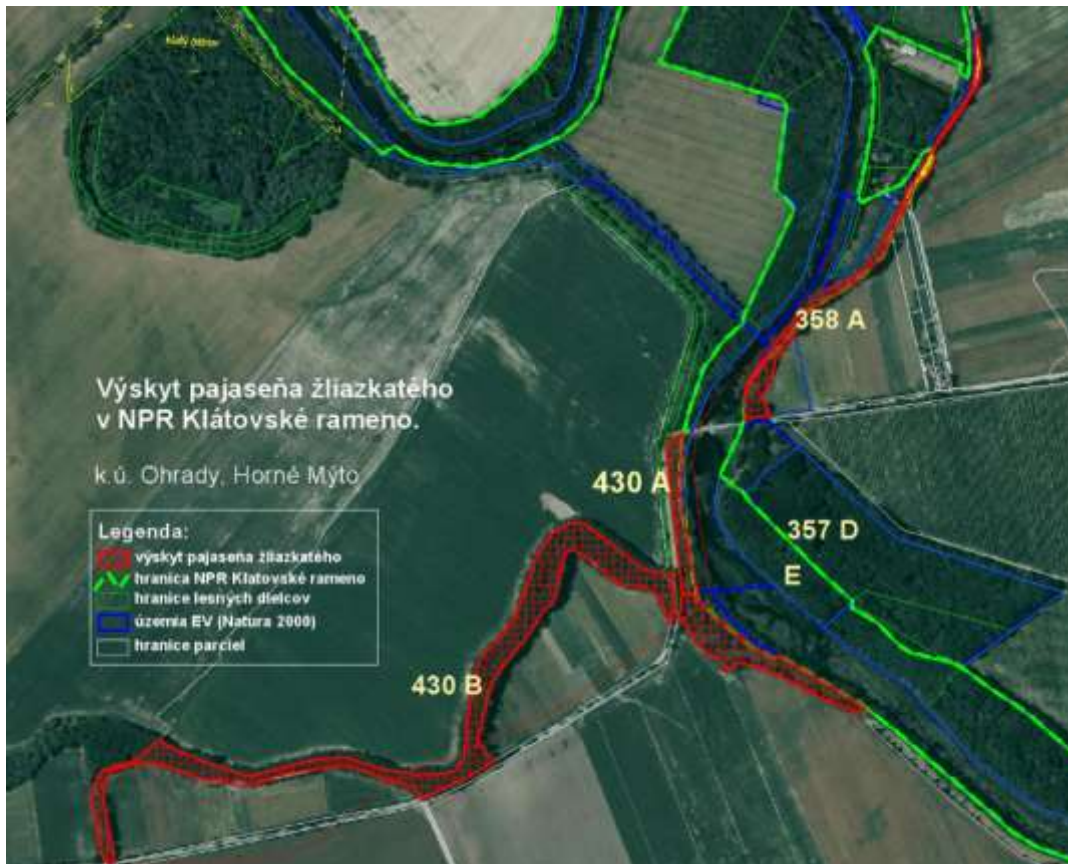 358 A
Výskyt pajaseňa žliazkatého
v NPR Klátovské rameno.
k.ú. Ohrady, Horné Mýto
430 A
357 D
E
Legenda:
výskyt pajaseňa žliazkatého
hranica NPR Klatovské rameno
hranice lesných dielcov
územia EV (Natura 2000)
hranice parciel
430 B